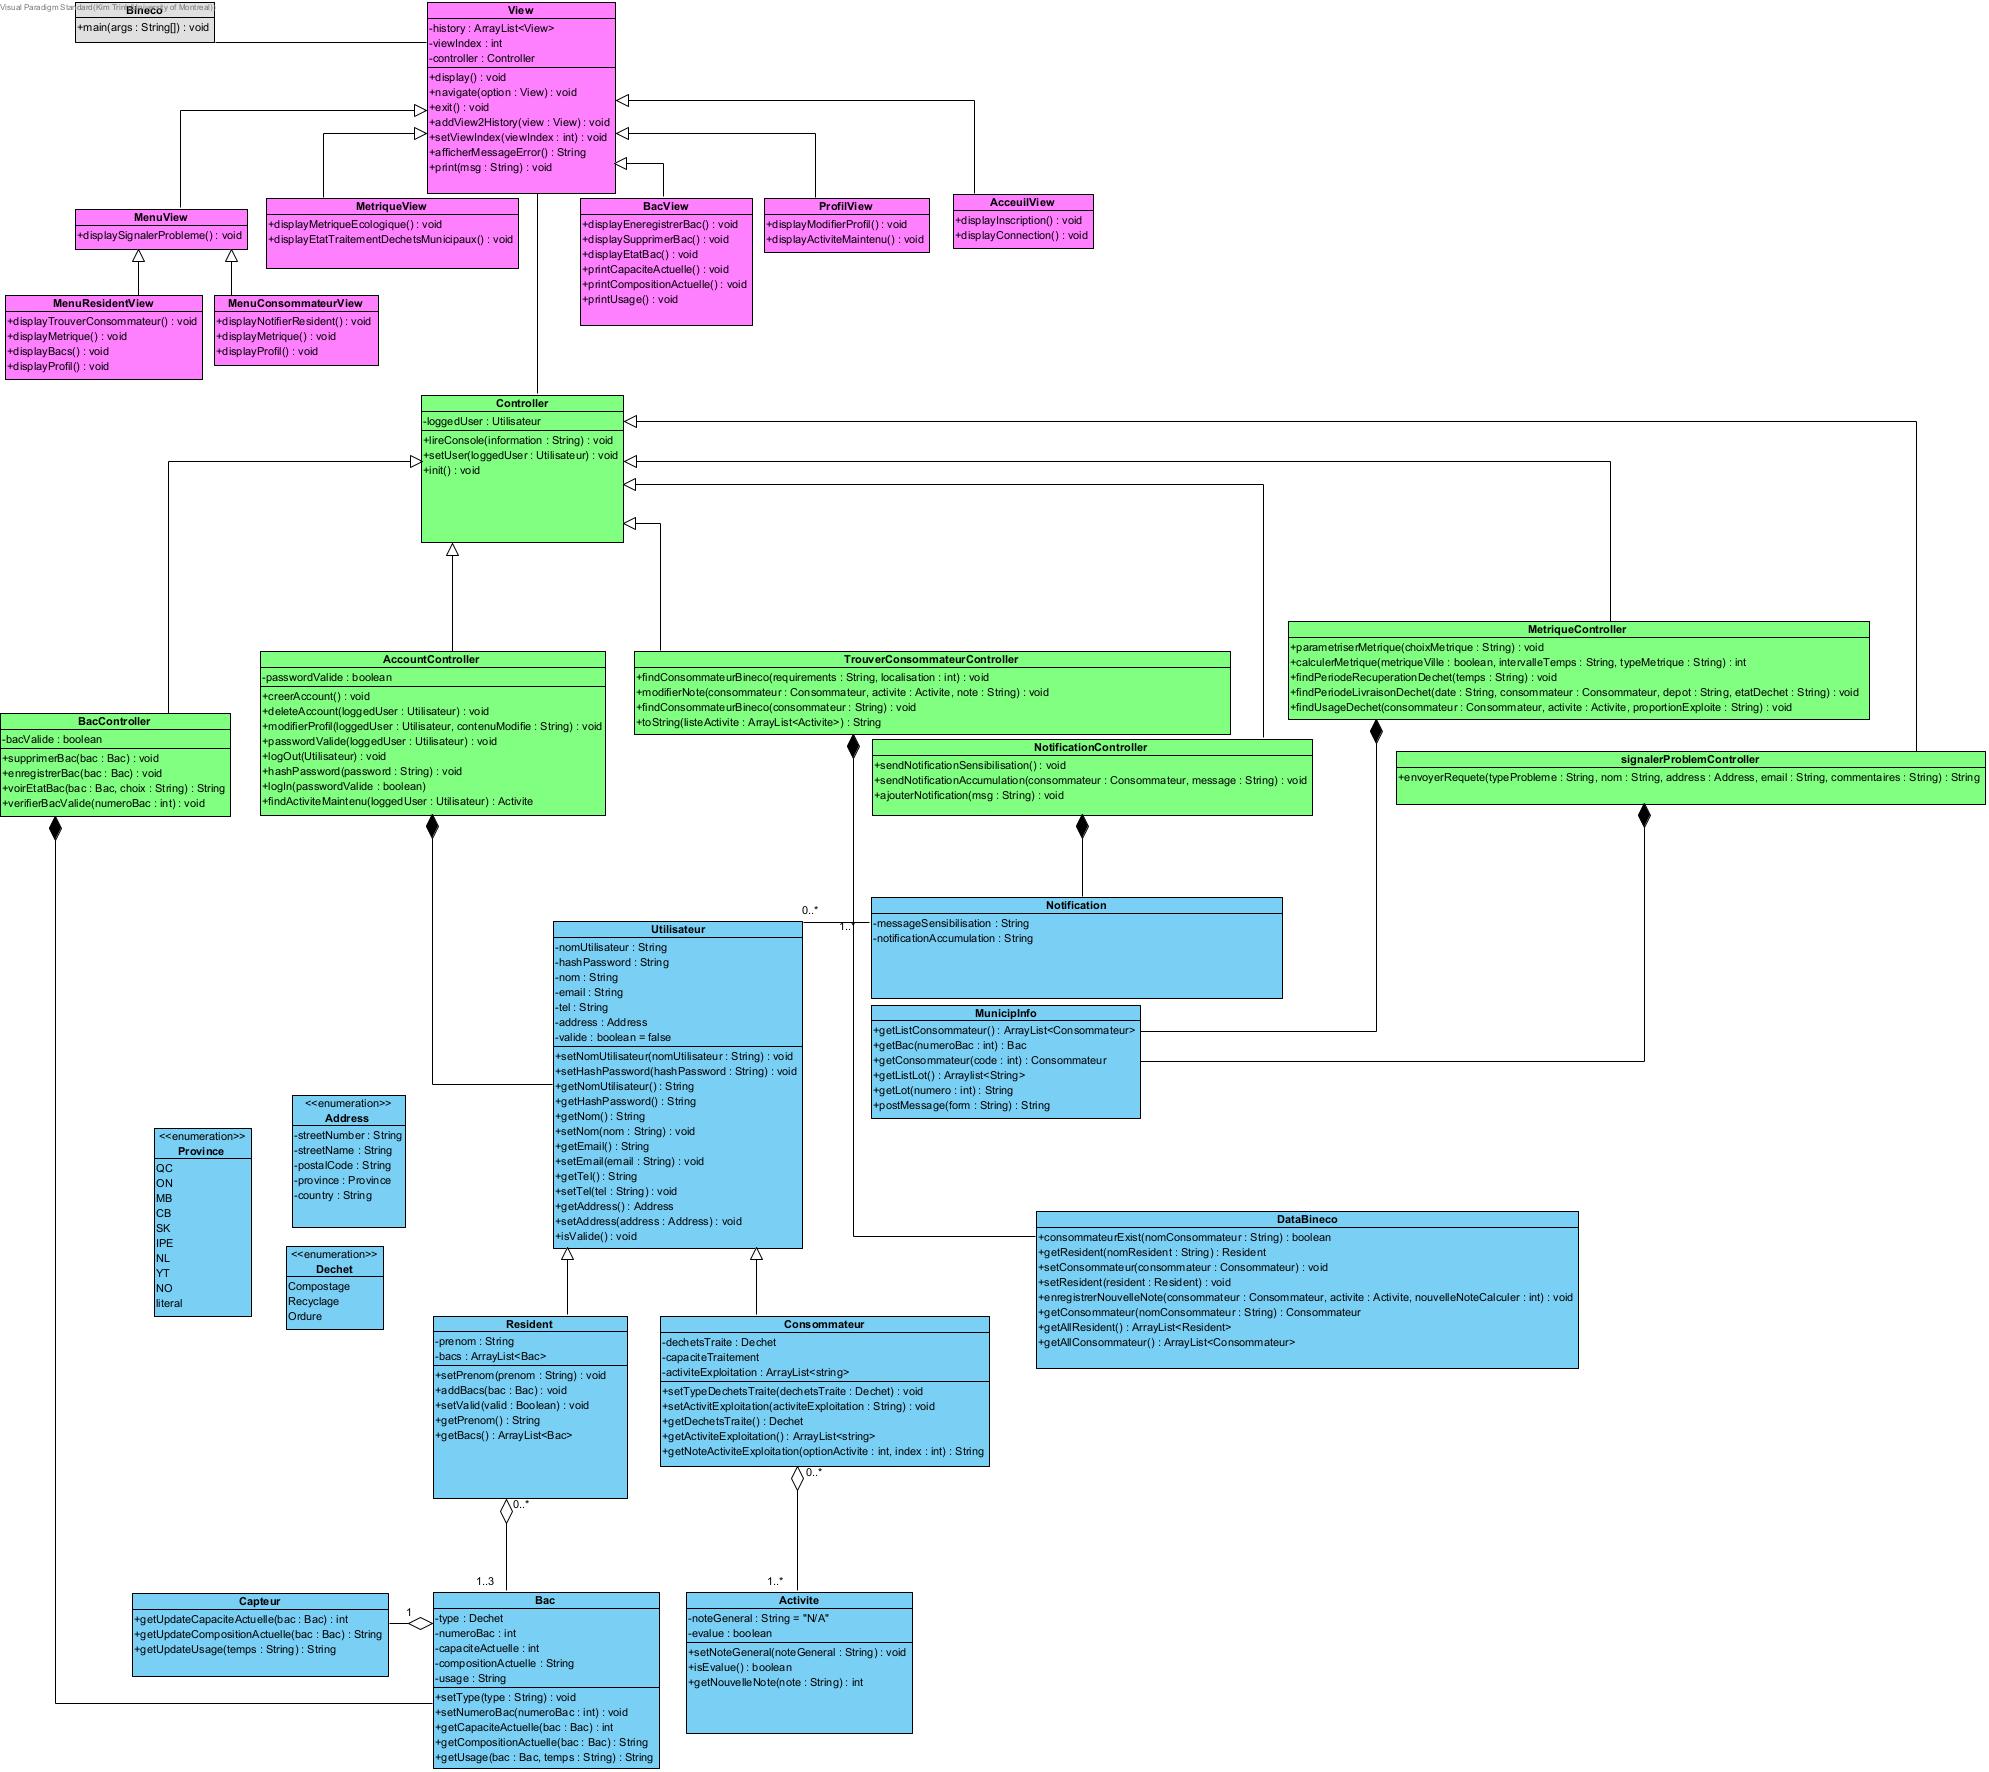 Visual Paradigm Standard(Kim Trinh(University of Montreal))
Bineco
+main(args : String[]) : void
View
-history : ArrayList<View>
-viewIndex : int
-controller : Controller
+display() : void
+navigate(option : View) : void
+exit() : void
+addView2History(view : View) : void
+setViewIndex(viewIndex : int) : void
+afficherMessageError() : String
+print(msg : String) : void
MenuView
+displaySignalerProbleme() : void
MetriqueView
+displayMetriqueEcologique() : void
+displayEtatTraitementDechetsMunicipaux() : void
BacView
+displayEneregistrerBac() : void
+displaySupprimerBac() : void
+displayEtatBac() : void
+printCapaciteActuelle() : void
+printCompositionActuelle() : void
+printUsage() : void
ProfilView
+displayModifierProfil() : void
+displayActiviteMaintenu() : void
AcceuilView
+displayInscription() : void
+displayConnection() : void
MenuResidentView
+displayTrouverConsommateur() : void
+displayMetrique() : void
+displayBacs() : void
+displayProfil() : void
MenuConsommateurView
+displayNotifierResident() : void
+displayMetrique() : void
+displayProfil() : void
Controller
-loggedUser : Utilisateur
+lireConsole(information : String) : void
+setUser(loggedUser : Utilisateur) : void
+init() : void
BacController
-bacValide : boolean
+supprimerBac(bac : Bac) : void
+enregistrerBac(bac : Bac) : void
+voirEtatBac(bac : Bac, choix : String) : String
+verifierBacValide(numeroBac : int) : void
AccountController
-passwordValide : boolean
+creerAccount() : void
+deleteAccount(loggedUser : Utilisateur) : void
+modifierProfil(loggedUser : Utilisateur, contenuModifie : String) : void
+passwordValide(loggedUser : Utilisateur) : void
+logOut(Utilisateur) : void
+hashPassword(password : String) : void
+logIn(passwordValide : boolean)
+findActiviteMaintenu(loggedUser : Utilisateur) : Activite
TrouverConsommateurController
+findConsommateurBineco(requirements : String, localisation : int) : void
+modifierNote(consommateur : Consommateur, activite : Activite, note : String) : void
+findConsommateurBineco(consommateur : String) : void
+toString(listeActivite : ArrayList<Activite>) : String
NotificationController
+sendNotificationSensibilisation() : void
+sendNotificationAccumulation(consommateur : Consommateur, message : String) : void
+ajouterNotification(msg : String) : void
MetriqueController
+parametriserMetrique(choixMetrique : String) : void
+calculerMetrique(metriqueVille : boolean, intervalleTemps : String, typeMetrique : String) : int
+findPeriodeRecuperationDechet(temps : String) : void
+findPeriodeLivraisonDechet(date : String, consommateur : Consommateur, depot : String, etatDechet : String) : void
+findUsageDechet(consommateur : Consommateur, activite : Activite, proportionExploite : String) : void
signalerProblemController
+envoyerRequete(typeProbleme : String, nom : String, address : Address, email : String, commentaires : String) : String
0..*
1..*
Notification
-messageSensibilisation : String
-notificationAccumulation : String
Utilisateur
-nomUtilisateur : String
-hashPassword : String
-nom : String
-email : String
-tel : String
-address : Address
-valide : boolean = false
+setNomUtilisateur(nomUtilisateur : String) : void
+setHashPassword(hashPassword : String) : void
+getNomUtilisateur() : String
+getHashPassword() : String
+getNom() : String
+setNom(nom : String) : void
+getEmail() : String
+setEmail(email : String) : void
+getTel() : String
+setTel(tel : String) : void
+getAddress() : Address
+setAddress(address : Address) : void
+isValide() : void
MunicipInfo
+getListConsommateur() : ArrayList<Consommateur>
+getBac(numeroBac : int) : Bac
+getConsommateur(code : int) : Consommateur
+getListLot() : Arraylist<String>
+getLot(numero : int) : String
+postMessage(form : String) : String
<<enumeration>>
Province
QC
ON
MB
CB
SK
IPE
NL
YT
NO
literal
<<enumeration>>
Address
-streetNumber : String
-streetName : String
-postalCode : String
-province : Province
-country : String
<<enumeration>>
Dechet
Compostage
Recyclage
Ordure
DataBineco
+consommateurExist(nomConsommateur : String) : boolean
+getResident(nomResident : String) : Resident
+setConsommateur(consommateur : Consommateur) : void
+setResident(resident : Resident) : void
+enregistrerNouvelleNote(consommateur : Consommateur, activite : Activite, nouvelleNoteCalculer : int) : void
+getConsommateur(nomConsommateur : String) : Consommateur
+getAllResident() : ArrayList<Resident>
+getAllConsommateur() : ArrayList<Consommateur>
Resident
-prenom : String
-bacs : ArrayList<Bac>
+setPrenom(prenom : String) : void
+addBacs(bac : Bac) : void
+setValid(valid : Boolean) : void
+getPrenom() : String
+getBacs() : ArrayList<Bac>
Consommateur
-dechetsTraite : Dechet
-capaciteTraitement
-activiteExploitation : ArrayList<string>
+setTypeDechetsTraite(dechetsTraite : Dechet) : void
+setActivitExploitation(activiteExploitation : String) : void
+getDechetsTraite() : Dechet
+getActiviteExploitation() : ArrayList<string>
+getNoteActiviteExploitation(optionActivite : int, index : int) : String
0..*
0..*
1..3
1..*
Capteur
+getUpdateCapaciteActuelle(bac : Bac) : int
+getUpdateCompositionActuelle(bac : Bac) : String
+getUpdateUsage(temps : String) : String
1
Bac
-type : Dechet
-numeroBac : int
-capaciteActuelle : int
-compositionActuelle : String
-usage : String
+setType(type : String) : void
+setNumeroBac(numeroBac : int) : void
+getCapaciteActuelle(bac : Bac) : int
+getCompositionActuelle(bac : Bac) : String
+getUsage(bac : Bac, temps : String) : String
Activite
-noteGeneral : String = "N/A"
-evalue : boolean
+setNoteGeneral(noteGeneral : String) : void
+isEvalue() : boolean
+getNouvelleNote(note : String) : int